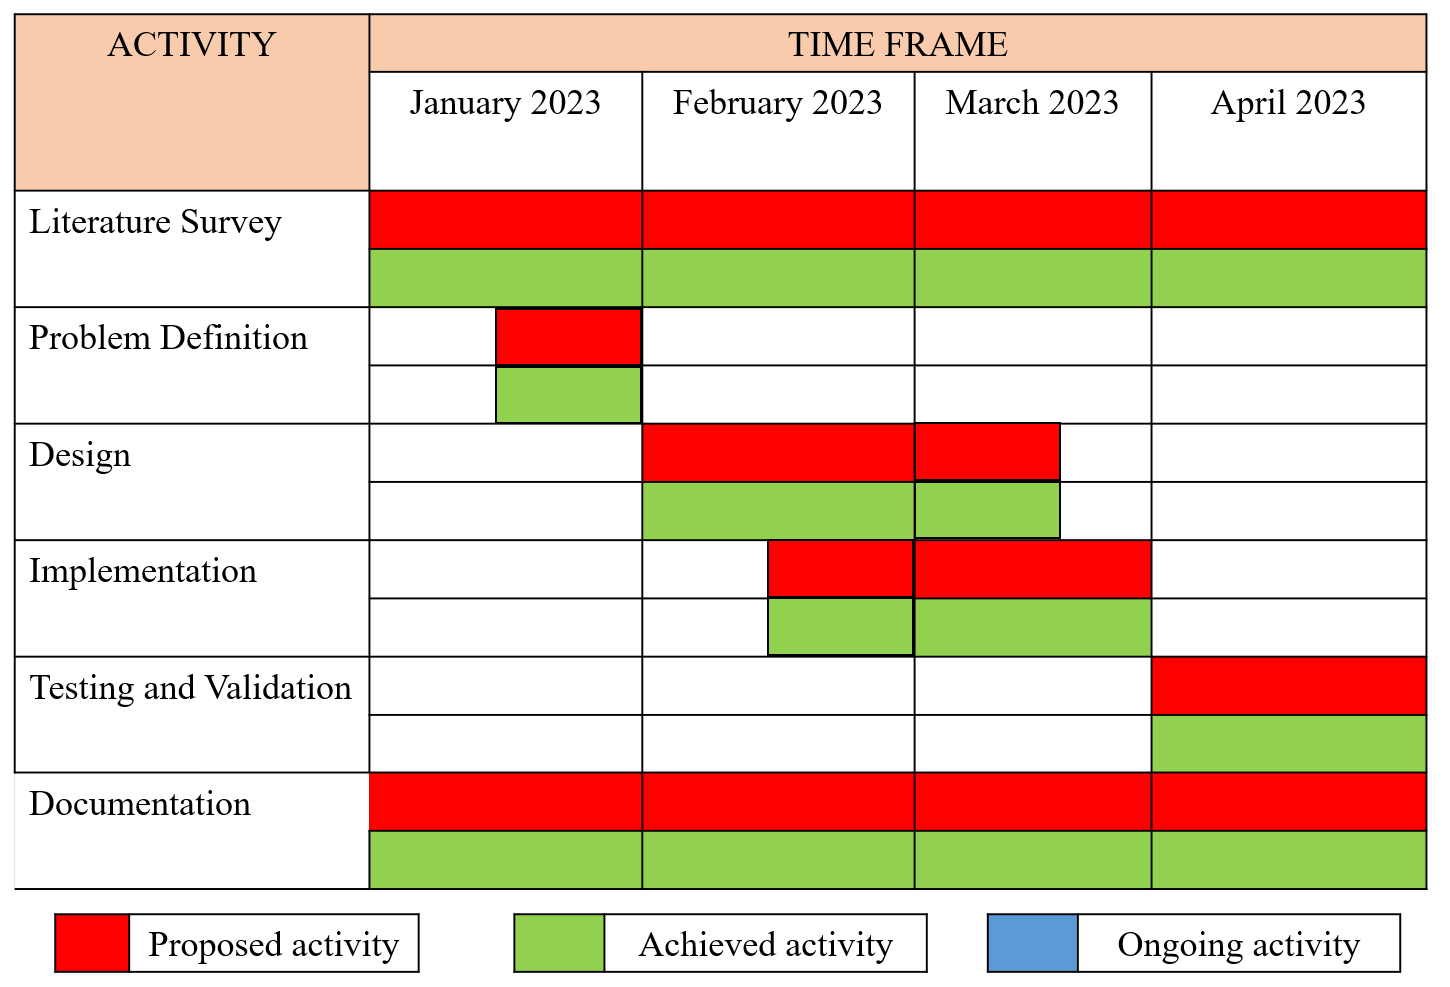 ACTIVITY
TIME FRAME
January 2023
February 2023
March 2023
April 2023
Literature Survey
Problem Definition
Design
Implementation
Testing and Validation
Documentation
Proposed activity
Achieved activity
Ongoing activity